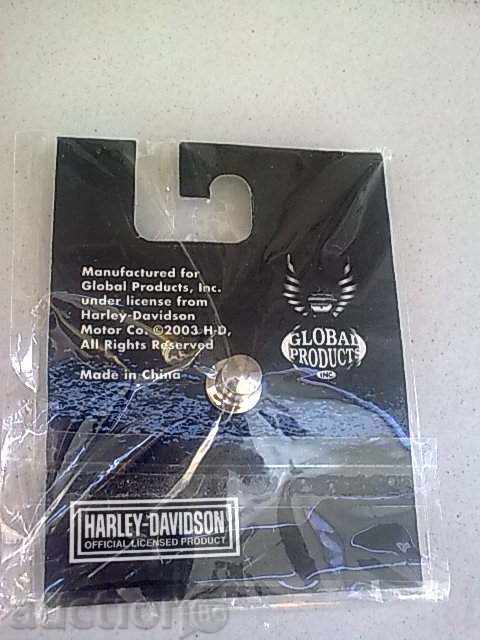 Manufactured for
Global Products, Inc.
under license from
Harley-Davidson
Motor Co. ©2003 H-D,
All Rights Reserved
Made in China
GLOBAL
PRODUCTS
INC
HARLEY-DAVIDSON
OFFICIAL LICENSED PRODUCT